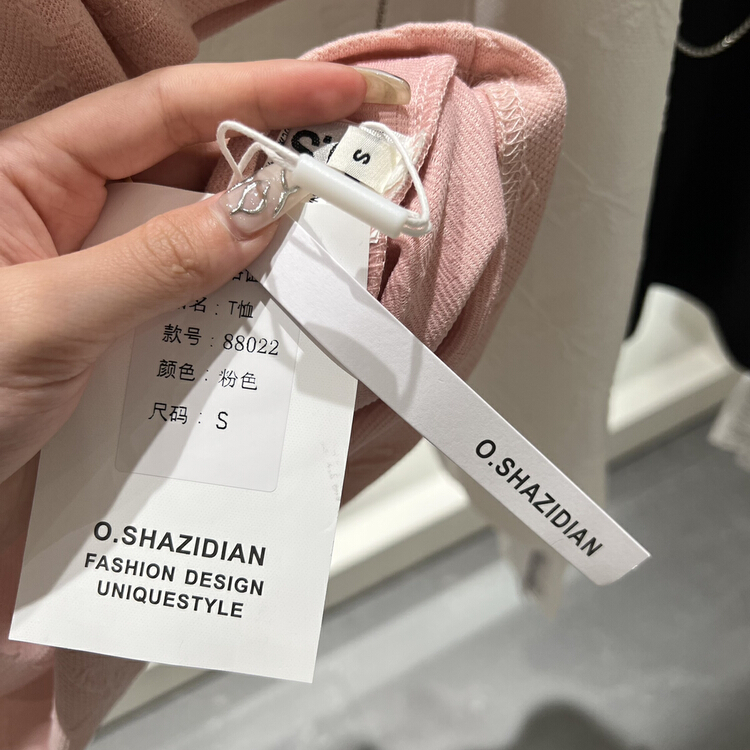 S
名：T恤
款号：88022
颜色：粉色
尺码：S
O.SHAZIDIAN
FASHION DESIGN
UNIQUESTYLE
O.SHAZIDIAN